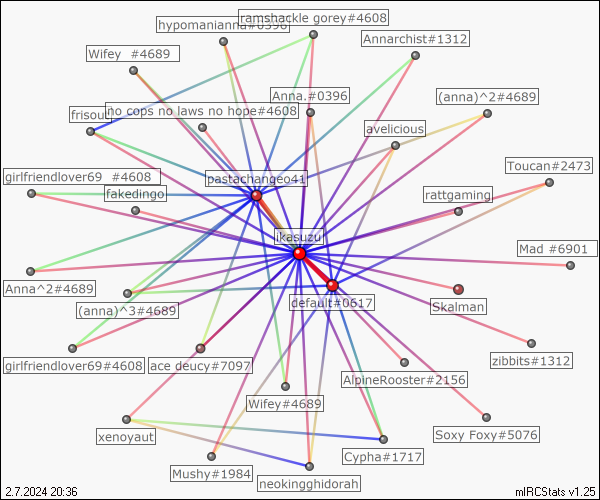 hypomanianna#0396
ramshackle gorey#4608
Annarchist#1312
Wifey  #4689
Anna.#0396
(anna)^2#4689
no cops no laws no hope#4608
avelicious
Toucan#2473
girlfriendlover69  #4608
pastachangeo41
fakedingo
rattgaming
ikasuzu
Mad #6901
Anna^2#4689
(anna)^3#4689
default#0617
Skalman
girlfriendlover69#4608
ace deucy#7097
zibbits#1312
AlpineRooster#2156
Wifey#4689
xenoyaut
Soxy Foxy#5076
Cypha#1717
Mushy#1984
neokingghidorah
2.7.2024 20:36
mIRCStats v1.25